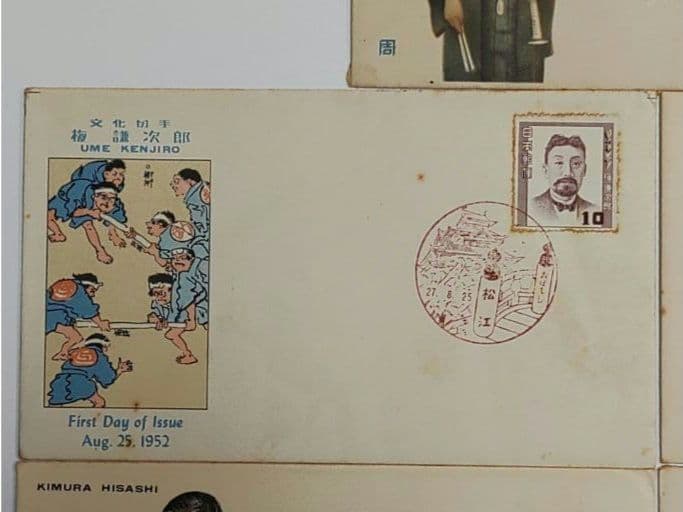 周
文化切手
梅謙次郎
UME KENJIRO
First Day of Issue
Aug. 25. 1952
日本郵便
10
27. 8. 25
松江
KIMURA HISASHI